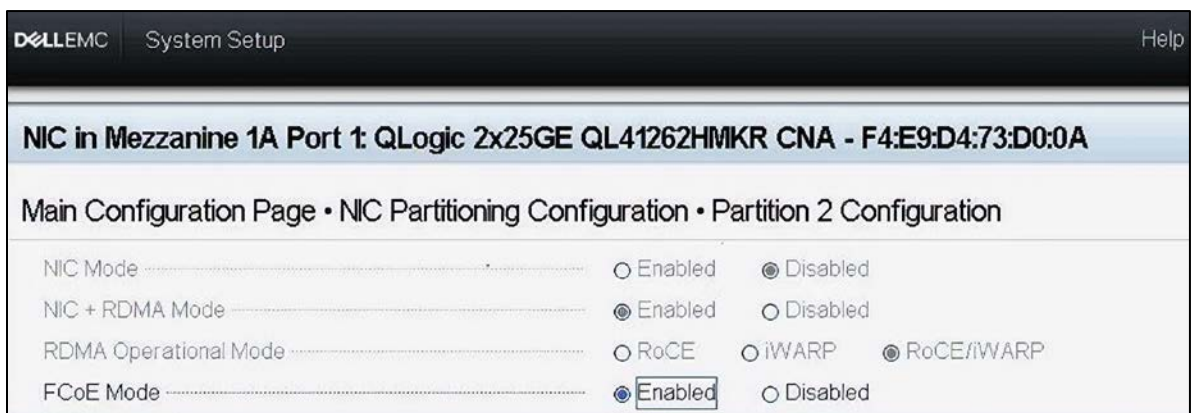 DELLEMC System Setup Help
NIC in Mezzanine 1A Port 1: QLogic 2x25GE QL41262HMKR CNA - F4:E9:D4:73:D0:0A
Main Configuration Page • NIC Partitioning Configuration • Partition 2 Configuration
NIC Mode Enabled Disabled
NIC + RDMA Mode Enabled Disabled
RDMA Operational Mode RoCE iWARP RoCE/iWARP
FCoE Mode Enabled Disabled